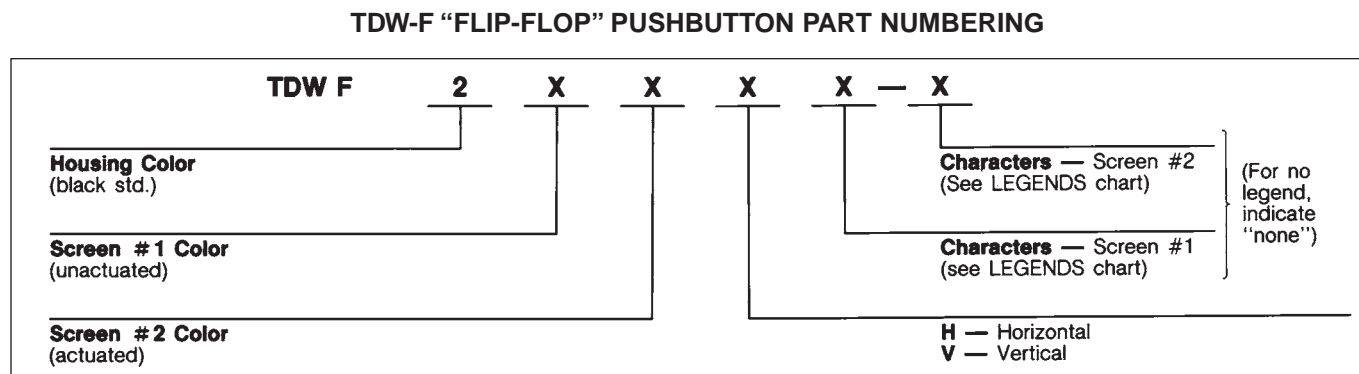 TDW-F “FLIP-FLOP” PUSHBUTTON PART NUMBERING
TDW F 2 X X X X — X
Housing Color
(black std.)
Characters — Screen #2
(See LEGENDS chart)
(For no
legend,
indicate
“none”)
Screen #1 Color
(unactuated)
Characters — Screen #1
(see LEGENDS chart)
Screen #2 Color
(actuated)
H — Horizontal
V — Vertical